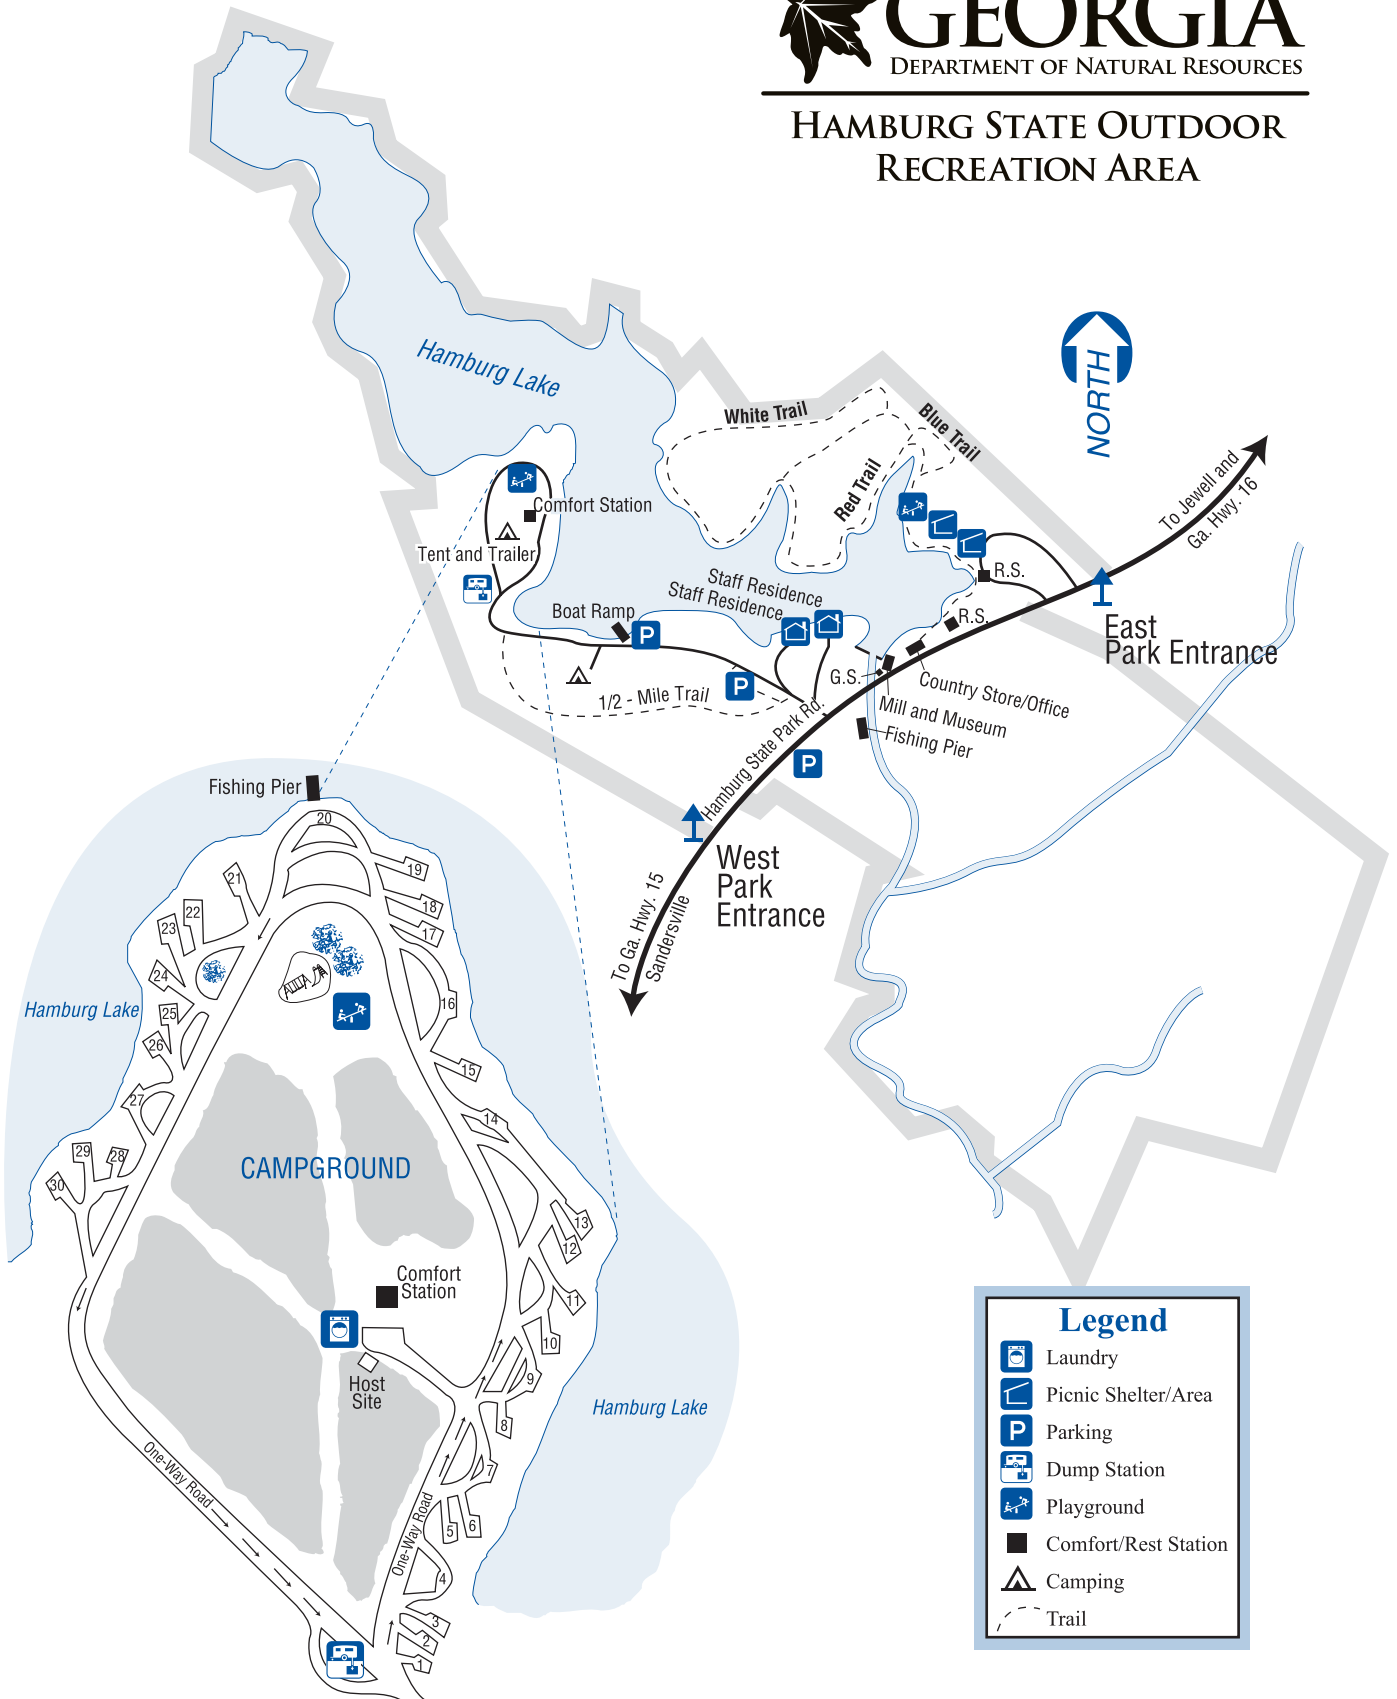 GEORGIA
DEPARTMENT OF NATURAL RESOURCES
HAMBURG STATE OUTDOOR
RECREATION AREA
NORTH
Hamburg Lake
White Trail
Blue Trail
Red Trail
To Jewell and
Ga. Hwy. 16
Comfort Station
Tent and Trailer
Staff Residence
Staff Residence
Boat Ramp
P
R.S.
R.S.
East
Park Entrance
G.S.
Country Store/Office
Mill and Museum
Fishing Pier
1/2 - Mile Trail
P
Hamburg State Park Rd.
P
West
Park
Entrance
To Ga. Hwy. 15
Sandersville
Fishing Pier
20
19
18
17
16
15
14
13
12
11
10
9
8
7
6
5
4
3
2
1
21
22
23
24
25
26
27
28
29
30
Hamburg Lake
CAMPGROUND
Comfort
Station
Host
Site
Hamburg Lake
One-Way Road
One-Way Road
Legend
Laundry
Picnic Shelter/Area
P Parking
Dump Station
Playground
Comfort/Rest Station
Camping
Trail